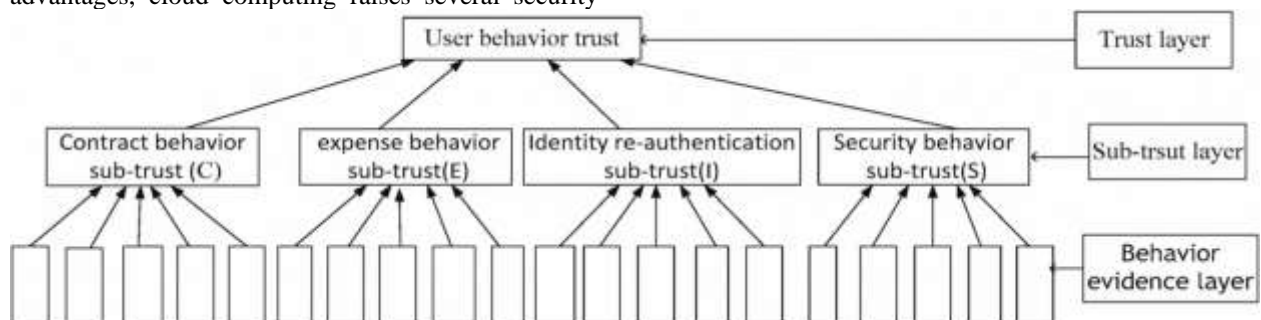 advantages, cloud computing raises several security
User behavior trust
Trust layer
Contract behavior
sub-trust (C)
expense behavior
sub-trust(E)
Identity re-authentication
sub-trust(I)
Security behavior
sub-trust(S)
Sub-trsut layer
Behavior
evidence layer